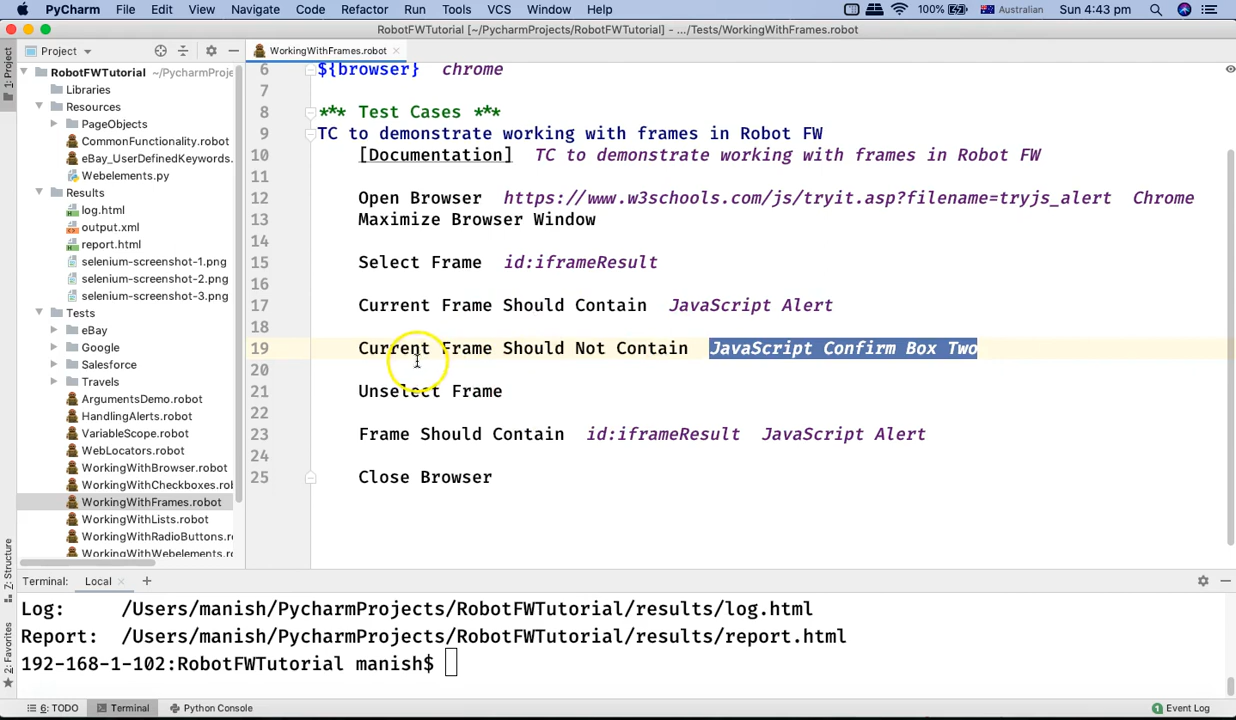 PyCharm File Edit View Navigate Code Refactor Run Tools VCS Window Help 100% Australian Sun 4:43 pm
RobotFWTutorial [~/PycharmProjects/RobotFWTutorial] - .../Tests/WorkingWithFrames.robot
Project
WorkingWithFrames.robot
1: Project
RobotFWTutorial ~/PycharmProje
Libraries
Resources
PageObjects
CommonFunctionality.robot
eBay_UserDefinedKeywords.
Webelements.py
Results
log.html
output.xml
report.html
selenium-screenshot-1.png
selenium-screenshot-2.png
selenium-screenshot-3.png
Tests
eBay
Google
Salesforce
Travels
ArgumentsDemo.robot
HandlingAlerts.robot
VariableScope.robot
WebLocators.robot
WorkingWithBrowser.robot
WorkingWithCheckboxes.rob
WorkingWithFrames.robot
WorkingWithLists.robot
WorkingWithRadioButtons.r
WorkingWithWebelements.r
6 ${browser} chrome
7
8 *** Test Cases ***
9 TC to demonstrate working with frames in Robot FW
10 [Documentation] TC to demonstrate working with frames in Robot FW
11
12 Open Browser https://www.w3schools.com/js/tryit.asp?filename=tryjs_alert Chrome
13 Maximize Browser Window
14
15 Select Frame id:iframeResult
16
17 Current Frame Should Contain JavaScript Alert
18
19 Current Frame Should Not Contain JavaScript Confirm Box Two
20
21 Unselect Frame
22
23 Frame Should Contain id:iframeResult JavaScript Alert
24
25 Close Browser
Z: Structure
2: Favorites
Terminal: Local +
Log: /Users/manish/PycharmProjects/RobotFWTutorial/results/log.html
Report: /Users/manish/PycharmProjects/RobotFWTutorial/results/report.html
192-168-1-102:RobotFWTutorial manish$
6: TODO Terminal Python Console 1 Event Log